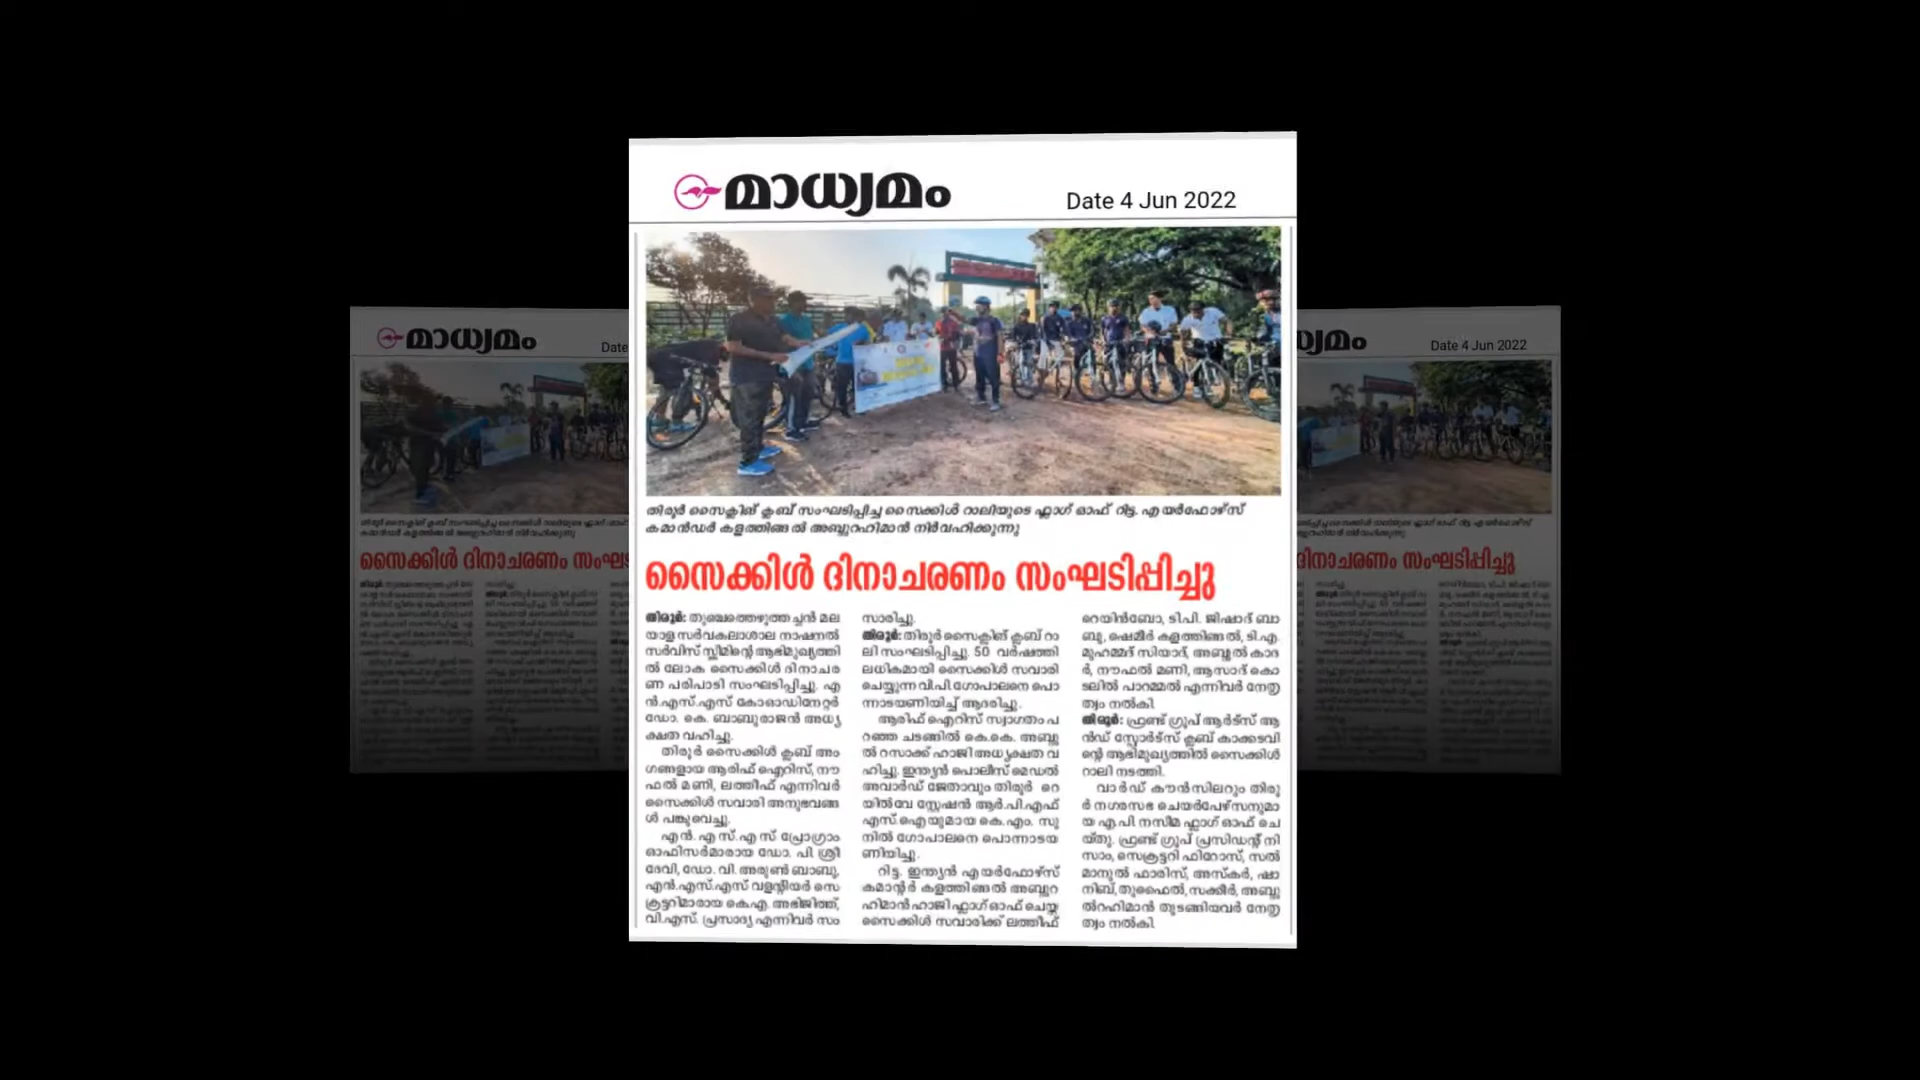 മാധ്യമം
Date 4 Jun 2022
തിരൂർ സൈക്ലിങ് ക്ലബ് സംഘടിപ്പിച്ച സൈക്കിൾ റാലിയുടെ ഫ്ലാഗ് ഓഫ് റിട്ട. എയർഫോഴ്സ്
കമാൻഡർ കളത്തിങ്ങൽ അബ്ദുറഹിമാൻ നിർവഹിക്കുന്നു
സൈക്കിൾ ദിനാചരണം സംഘടിപ്പിച്ചു
തിരൂർ: തുഞ്ചത്തെഴുത്തച്ഛൻ മല
യാള സർവകലാശാല നാഷനൽ
സർവിസ് സ്കീമിന്റെ ആഭിമുഖ്യത്തി
ൽ ലോക സൈക്കിൾ ദിനാചര
ണ പരിപാടി സംഘടിപ്പിച്ചു. എ
ൻ.എസ്.എസ് കോഓഡിനേറ്റർ
ഡോ. കെ. ബാബുരാജൻ അധ്യ
ക്ഷത വഹിച്ചു.
തിരൂർ സൈക്കിൾ ക്ലബ് അം
ഗങ്ങളായ ആരിഫ് ഐറിസ്, നൗ
ഫൽ മണി, ലത്തീഫ് എന്നിവർ
സൈക്കിൾ സവാരി അനുഭവങ്ങ
ൾ പങ്കുവെച്ചു.
എൻ.എസ്.എസ് പ്രോഗ്രാം
ഓഫിസർമാരായ ഡോ. പി. ശ്രീ
ദേവി, ഡോ. വി. അരുൺ ബാബു,
എൻ.എസ്.എസ് വളന്റിയർ സെ
ക്രട്ടറിമാരായ കെ.എ. അഭിജിത്ത്,
വി.എസ്. പ്രസാദ്യ എന്നിവർ സം
സാരിച്ചു.
തിരൂർ: തിരൂർ സൈക്ലിങ് ക്ലബ് റാ
ലി സംഘടിപ്പിച്ചു. 50 വർഷത്തി
ലധികമായി സൈക്കിൾ സവാരി
ചെയ്യുന്ന വി.പി. ഗോപാലനെ പൊ
ന്നാടയണിയിച്ച് ആദരിച്ചു.
ആരിഫ് ഐറിസ് സ്വാഗതം പ
റഞ്ഞ ചടങ്ങിൽ കെ.കെ. അബ്ദു
ൽ റസാക്ക് ഹാജി അധ്യക്ഷത വ
ഹിച്ചു. ഇന്ത്യൻ പൊലീസ് മെഡൽ
അവാർഡ് ജേതാവും തിരൂർ റെ
യിൽവേ സ്റ്റേഷൻ ആർ.പി.എഫ്
എസ്.ഐയുമായ കെ.എം. സു
നിൽ ഗോപാലനെ പൊന്നാടയ
ണിയിച്ചു.
റിട്ട. ഇന്ത്യൻ എയർഫോഴ്സ്
കമാന്റർ കളത്തിങ്ങൽ അബ്ദുറ
ഹിമാൻ ഹാജി ഫ്ലാഗ് ഓഫ് ചെയ്ത
സൈക്കിൾ സവാരിക്ക് ലത്തീഫ്
റെയിൻബോ, ടി.പി. ജിഷാദ് ബാ
ബു, ഷെമീർ കളത്തിങ്ങൽ, ടി.എ.
മുഹമ്മദ് സിയാദ്, അബ്ദുൽ കാദ
ർ, നൗഫൽ മണി, ആസാദ് കൊ
ടലിൽ പാറമ്മൽ എന്നിവർ നേതൃ
ത്വം നൽകി.
തിരൂർ: ഫ്രണ്ട് ഗ്രൂപ് ആർട്സ് ആ
ൻഡ് സ്പോർട്സ് ക്ലബ് കാക്കടവി
ന്റെ ആഭിമുഖ്യത്തിൽ സൈക്കിൾ
റാലി നടത്തി.
വാർഡ് കൗൻസിലറും തിരൂ
ർ നഗരസഭ ചെയർപേഴ്സനുമാ
യ എ.പി. നസീമ ഫ്ലാഗ് ഓഫ് ചെ
യ്തു. ഫ്രണ്ട് ഗ്രൂപ് പ്രസിഡന്റ് നി
സാം, സെക്രട്ടറി ഫിറോസ്, സൽ
മാനുൽ ഫാരിസ്, അസ്കർ, ഷാ
നിബ്, തുഫൈൽ, സക്കീർ, അബ്ദു
ൽറഹിമാൻ തുടങ്ങിയവർ നേതൃ
ത്വം നൽകി.